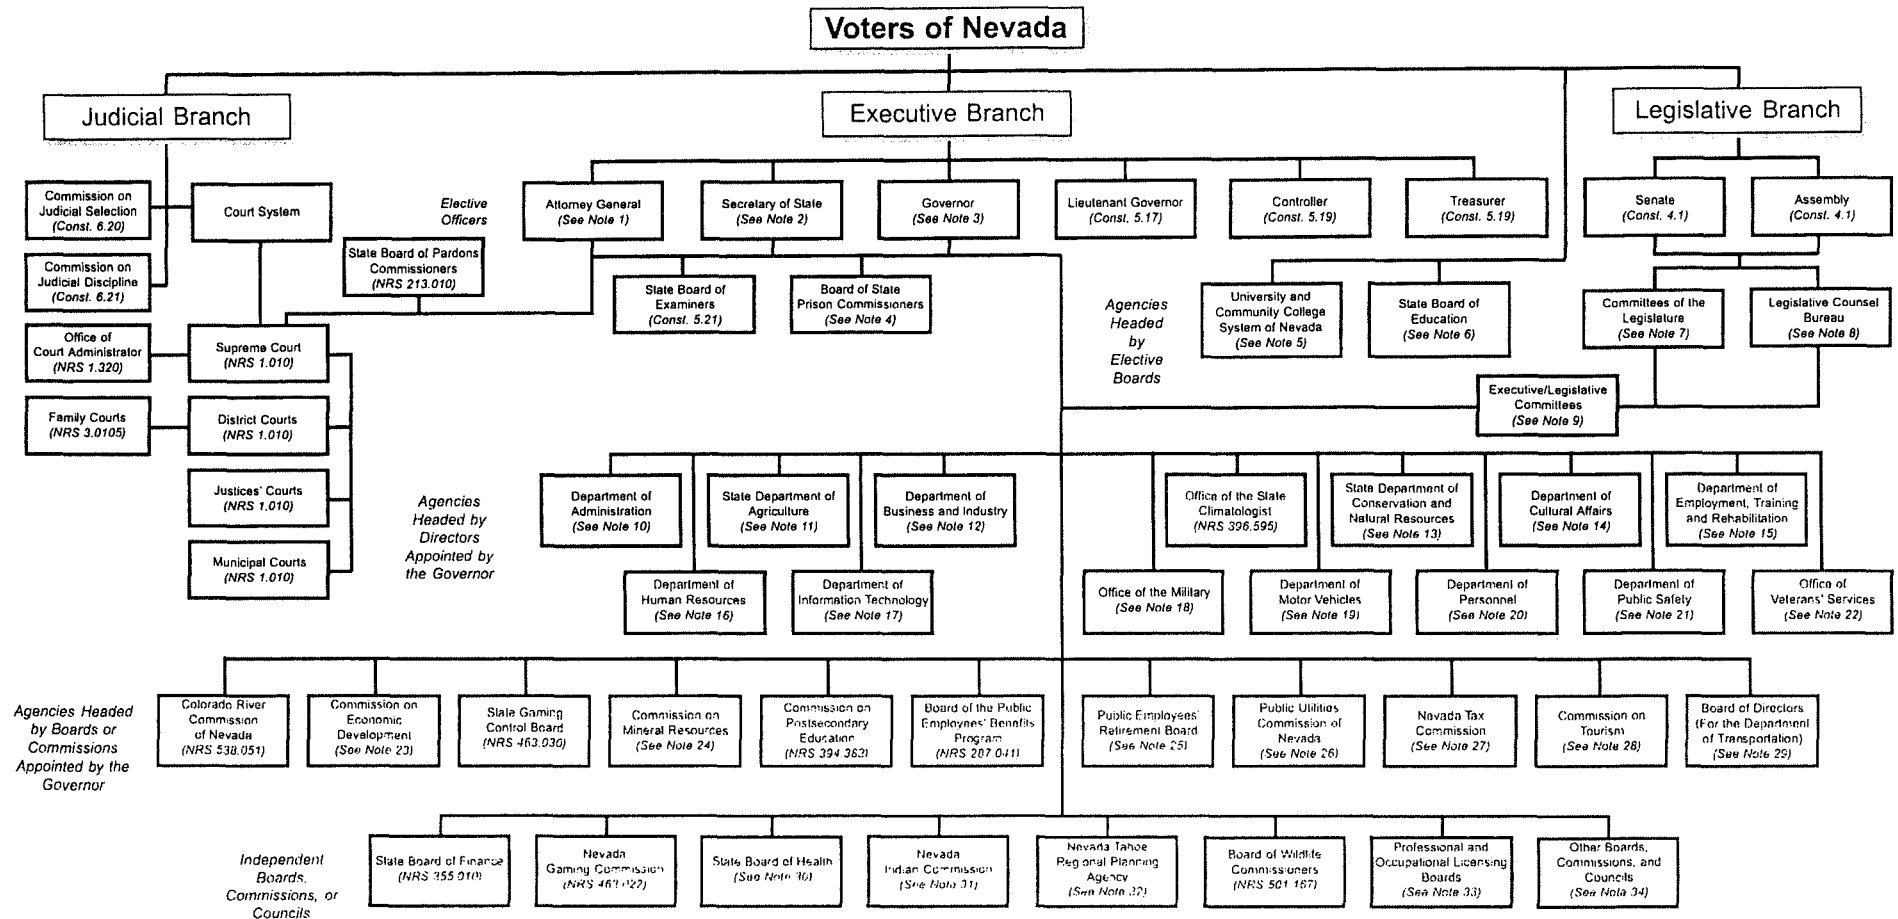 Voters of Nevada
Judicial Branch
Executive Branch
Legislative Branch
Commission on
Judicial Selection
(Const. 6.20)
Court System
Commission on
Judicial Discipline
(Const. 6.21)
Office of
Court Administrator
(NRS 1.320)
Supreme Court
(NRS 1.010)
Family Courts
(NRS 3.0105)
District Courts
(NRS 1.010)
Justices' Courts
(NRS 1.010)
Municipal Courts
(NRS 1.010)
State Board of Pardons
Commissioners
(NRS 213.010)
Elective
Officers
Attorney General
(See Note 1)
Secretary of State
(See Note 2)
Governor
(See Note 3)
Lieutenant Governor
(Const. 5.17)
Controller
(Const. 5.19)
Treasurer
(Const. 5.19)
Senate
(Const. 4.1)
Assembly
(Const. 4.1)
State Board of
Examiners
(Const. 5.21)
Board of State
Prison Commissioners
(See Note 4)
Agencies
Headed
by
Elective
Boards
University and
Community College
System of Nevada
(See Note 5)
State Board of
Education
(See Note 6)
Committees of the
Legislature
(See Note 7)
Legislative Counsel
Bureau
(See Note 8)
Executive/Legislative
Committees
(See Note 9)
Agencies
Headed by
Directors
Appointed by
the Governor
Department of
Administration
(See Note 10)
State Department of
Agriculture
(See Note 11)
Department of
Business and Industry
(See Note 12)
Office of the State
Climatologist
(NRS 396.595)
State Department of
Conservation and
Natural Resources
(See Note 13)
Department of
Cultural Affairs
(See Note 14)
Department of
Employment, Training
and Rehabilitation
(See Note 15)
Department of
Human Resources
(See Note 16)
Department of
Information Technology
(See Note 17)
Office of the Military
(See Note 18)
Department of
Motor Vehicles
(See Note 19)
Department of
Personnel
(See Note 20)
Department of
Public Safety
(See Note 21)
Office of
Veterans' Services
(See Note 22)
Agencies Headed
by Boards or
Commissions
Appointed by the
Governor
Colorado River
Commission
of Nevada
(NRS 538.051)
Commission on
Economic
Development
(See Note 23)
State Gaming
Control Board
(NRS 463.030)
Commission on
Mineral Resources
(See Note 24)
Commission on
Postsecondary
Education
(NRS 394.383)
Board of the Public
Employees' Benefits
Program
(NRS 287.041)
Public Employees'
Retirement Board
(See Note 25)
Public Utilities
Commission of
Nevada
(See Note 26)
Nevada Tax
Commission
(See Note 27)
Commission on
Tourism
(See Note 28)
Board of Directors
(For the Department
of Transportation)
(See Note 29)
Independent
Boards,
Commissions, or
Councils
State Board of Finance
(NRS 355.010)
Nevada
Gaming Commission
(NRS 463.022)
State Board of Health
(See Note 30)
Nevada
Indian Commission
(See Note 31)
Nevada Tahoe
Regional Planning
Agency
(See Note 32)
Board of Wildlife
Commissioners
(NRS 501.167)
Professional and
Occupational Licensing
Boards
(See Note 33)
Other Boards,
Commissions, and
Councils
(See Note 34)